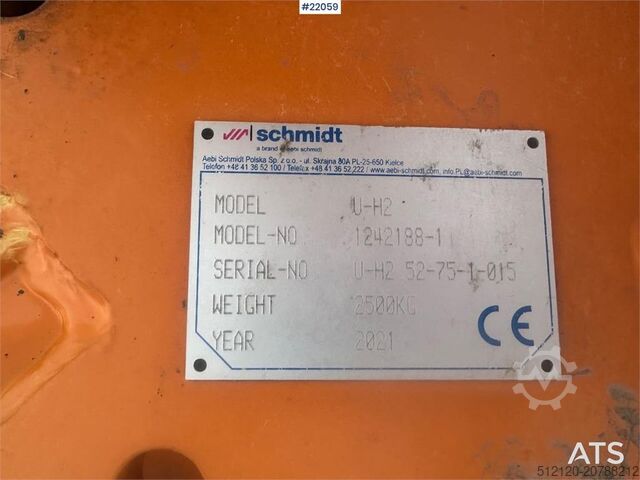 #22059
schmidt
a brand of aebi schmidt
Aebi Schmidt Polska Sp. z o.o. - ul. Skrajna 80A PL-25-650 Kielce
Telefon +48 41 36 52 100 / Telefax +48 41 36 52 222 / www.aebi-schmidt.com, info.PL@aebi-schmidt.com
MODEL U-H2
MODEL-NO 1242188-1
SERIAL-NO U-H2 52-75-1-015
WEIGHT 2500KG
YEAR 2021
CE
ATS
512120-20788212